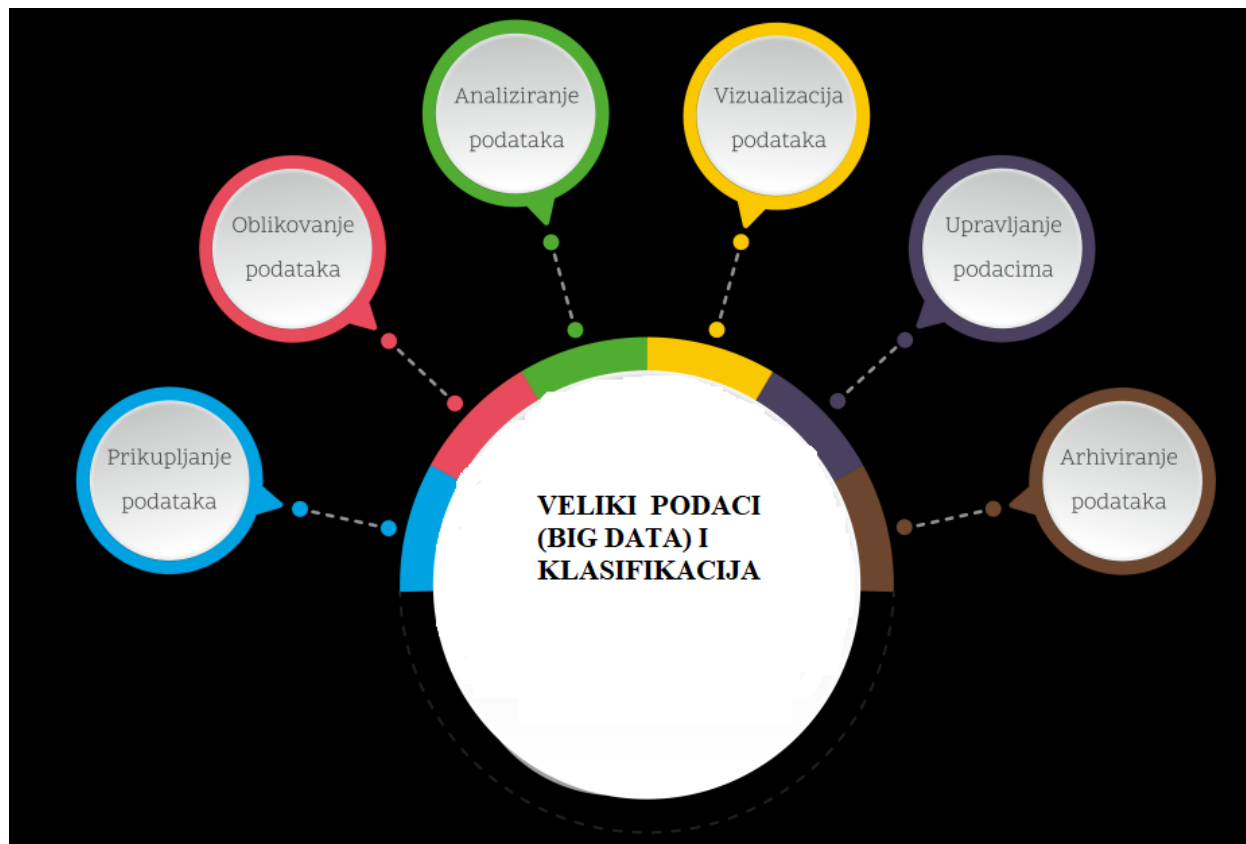 Analiziranje
podataka
Vizualizacija
podataka
Oblikovanje
podataka
Upravljanje
podacima
Prikupljanje
podataka
Arhiviranje
podataka
VELIKI PODACI
(BIG DATA) I
KLASIFIKACIJA